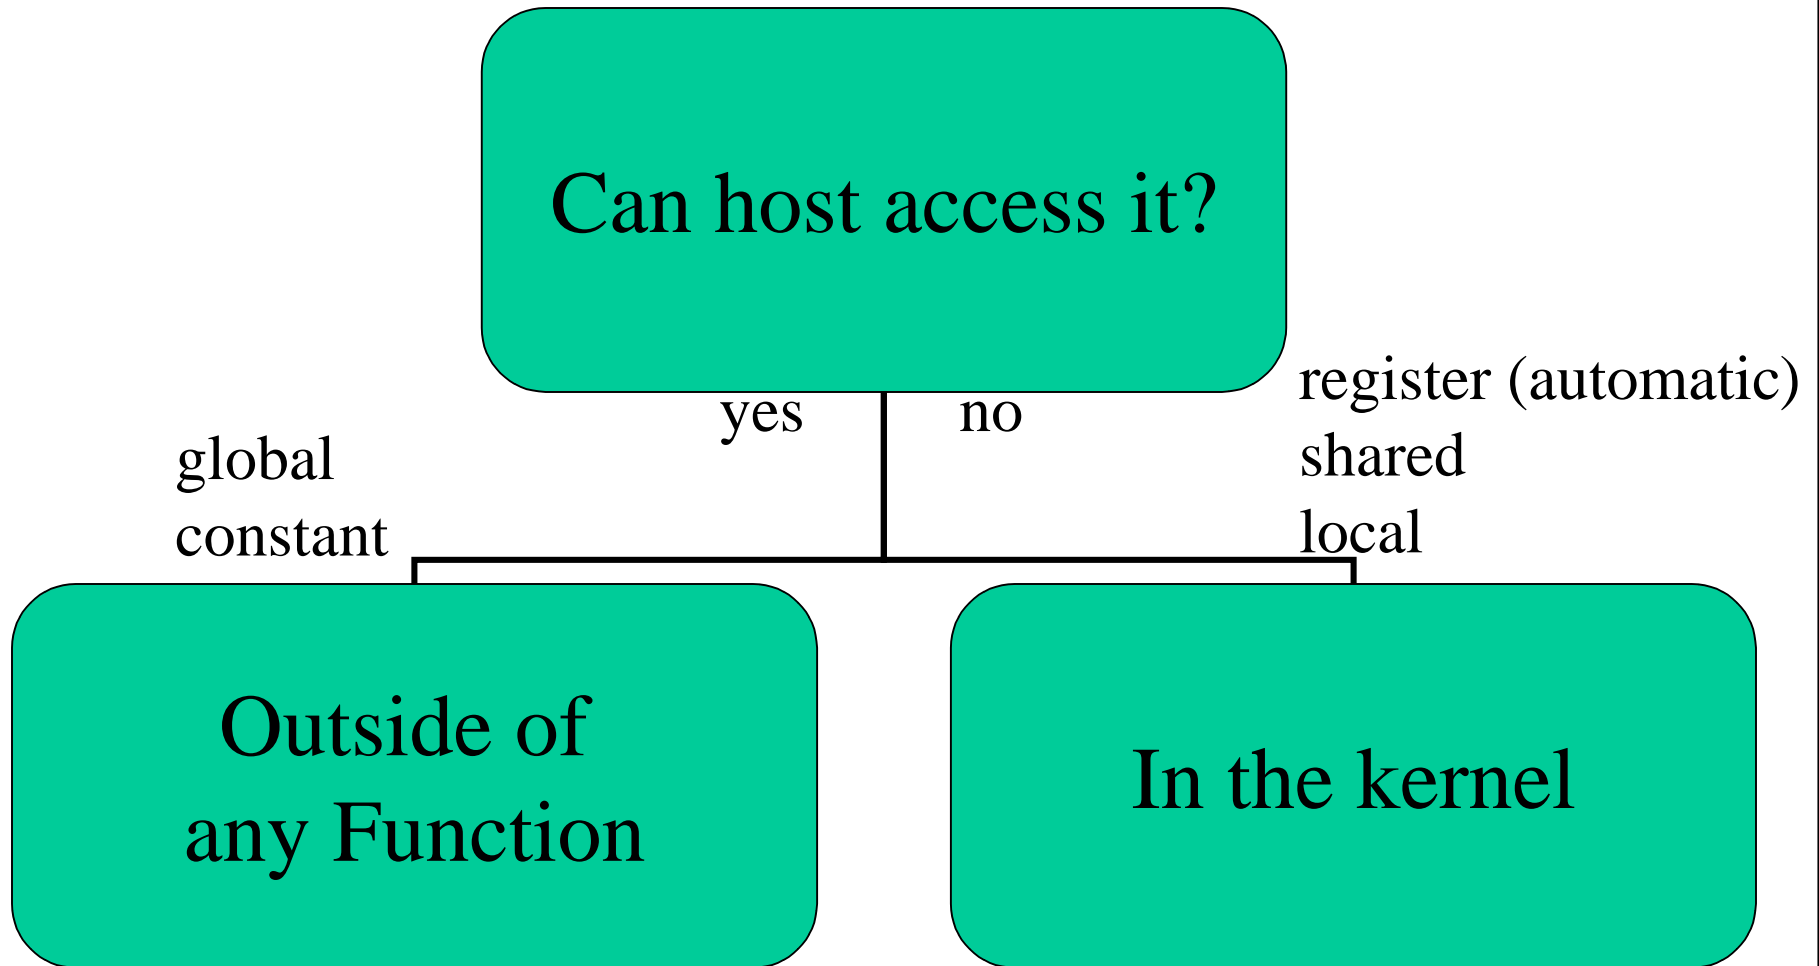 Can host access it?
yes
no
global
constant
register (automatic)
shared
local
Outside of
any Function
In the kernel